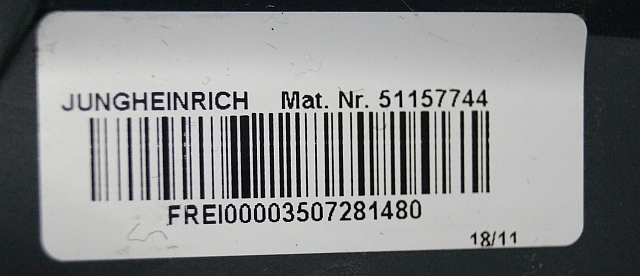 JUNGHEINRICH Mat. Nr. 51157744
FREI00003507281480
18/11